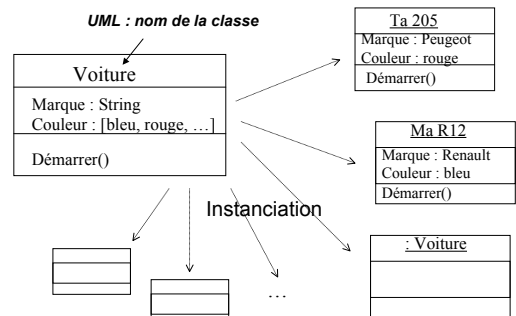 UML : nom de la classe
Voiture
Marque : String
Couleur : [bleu, rouge, …]
Démarrer()
Ta 205
Marque : Peugeot
Couleur : rouge
Démarrer()
Ma R12
Marque : Renault
Couleur : bleu
Démarrer()
Instanciation
: Voiture
…